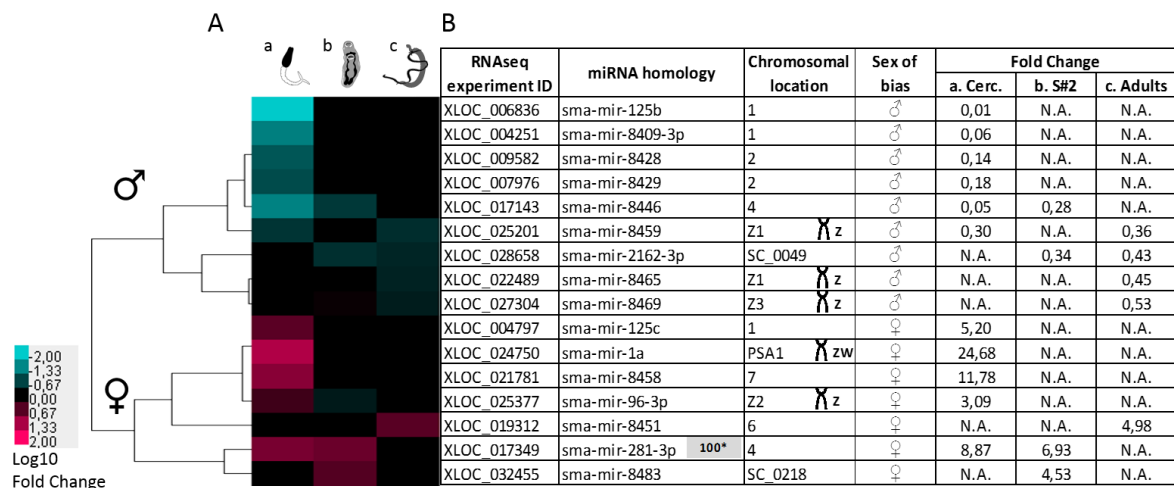 A
B
a
b
c
RNAseq experiment ID miRNA homology Chromosomal location Sex of bias Fold Change
a. Cerc. b. S#2 c. Adults
XLOC_006836 sma-mir-125b 1 ♂ 0,01 N.A. N.A.
XLOC_004251 sma-mir-8409-3p 1 ♂ 0,06 N.A. N.A.
XLOC_009582 sma-mir-8428 2 ♂ 0,14 N.A. N.A.
XLOC_007976 sma-mir-8429 2 ♂ 0,18 N.A. N.A.
XLOC_017143 sma-mir-8446 4 ♂ 0,05 0,28 N.A.
XLOC_025201 sma-mir-8459 Z1 Z ♂ 0,30 N.A. 0,36
XLOC_028658 sma-mir-2162-3p SC_0049 ♂ N.A. 0,34 0,43
XLOC_022489 sma-mir-8465 Z1 Z ♂ N.A. N.A. 0,45
XLOC_027304 sma-mir-8469 Z3 Z ♂ N.A. N.A. 0,53
XLOC_004797 sma-mir-125c 1 ♀ 5,20 N.A. N.A.
XLOC_024750 sma-mir-1a PSA1 ZW ♀ 24,68 N.A. N.A.
XLOC_021781 sma-mir-8458 7 ♀ 11,78 N.A. N.A.
XLOC_025377 sma-mir-96-3p Z2 Z ♀ 3,09 N.A. N.A.
XLOC_019312 sma-mir-8451 6 ♀ N.A. N.A. 4,98
XLOC_017349 sma-mir-281-3p 100* 4 ♀ 8,87 6,93 N.A.
XLOC_032455 sma-mir-8483 SC_0218 ♀ N.A. 4,53 N.A.
♂
♀
-2,00
-1,33
-0,67
0,00
0,67
1,33
2,00
Log10
Fold Change